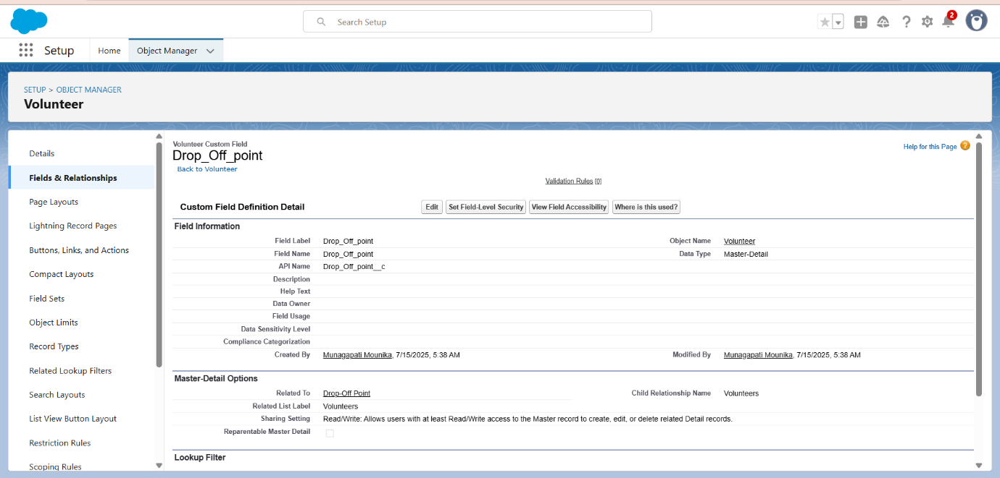 Search Setup
2
Setup
Home
Object Manager
SETUP > OBJECT MANAGER
Volunteer
Details
Fields & Relationships
Page Layouts
Lightning Record Pages
Buttons, Links, and Actions
Compact Layouts
Field Sets
Object Limits
Record Types
Related Lookup Filters
Search Layouts
List View Button Layout
Restriction Rules
Scoping Rules
Volunteer Custom Field
Drop_Off_point
Back to Volunteer
Help for this Page ?
Validation Rules [0]
Custom Field Definition Detail Edit Set Field-Level Security View Field Accessibility Where is this used?
Field Information
Field Label Drop_Off_point Object Name Volunteer
Field Name Drop_Off_point Data Type Master-Detail
API Name Drop_Off_point__c
Description
Help Text
Data Owner
Field Usage
Data Sensitivity Level
Compliance Categorization
Created By Munagapati Mounika, 7/15/2025, 5:38 AM Modified By Munagapati Mounika, 7/15/2025, 5:38 AM
Master-Detail Options
Related To Drop-Off Point Child Relationship Name Volunteers
Related List Label Volunteers
Sharing Setting Read/Write: Allows users with at least Read/Write access to the Master record to create, edit, or delete related Detail records.
Reparentable Master Detail
Lookup Filter